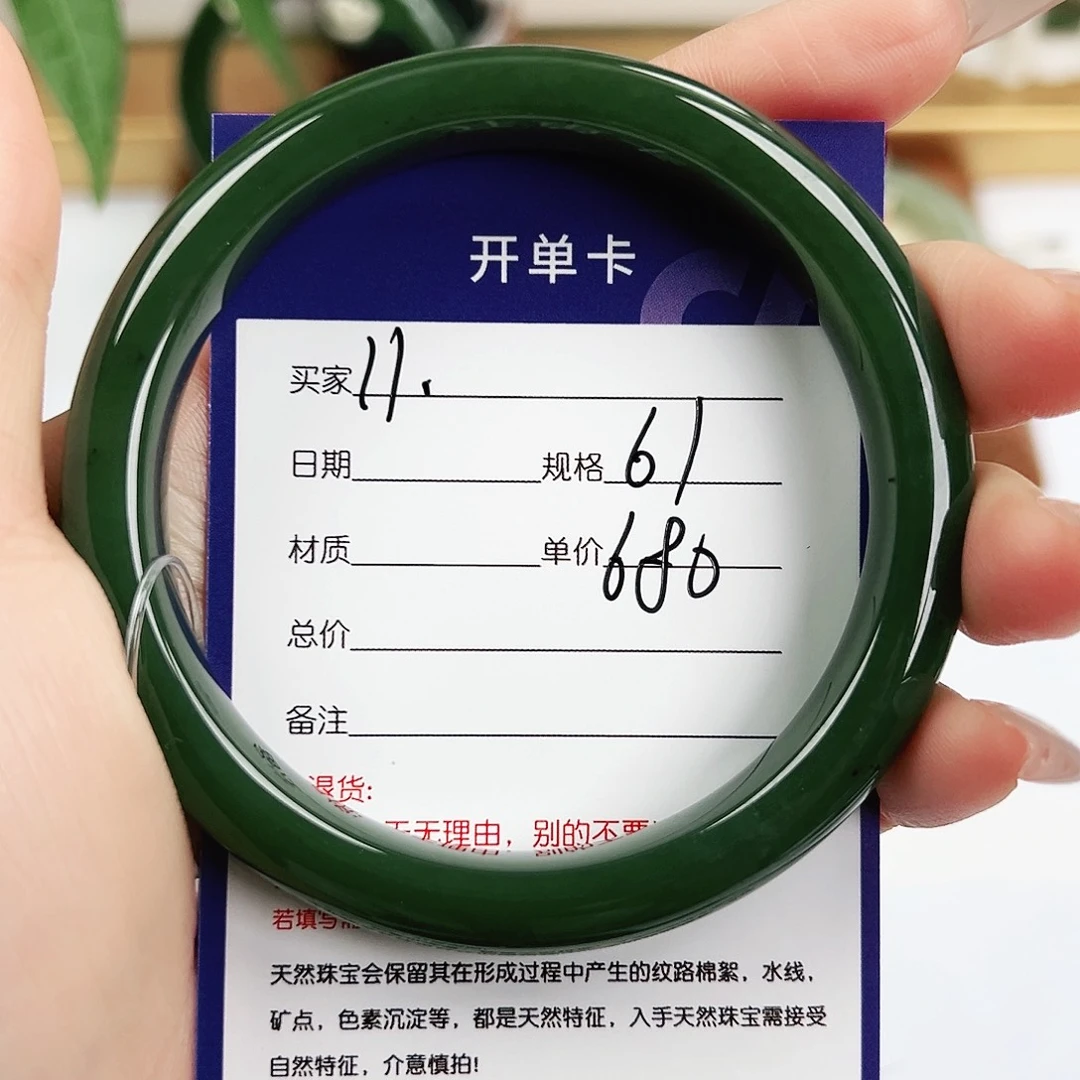 开单卡
买家 11.
日期 规格 61
材质 单价 680
总价
备注
退货:
无理由，别的不要
若填写
天然珠宝会保留其在形成过程中产生的纹路棉絮，水线，
矿点，色素沉淀等，都是天然特征，入手天然珠宝需接受
自然特征，介意慎拍!